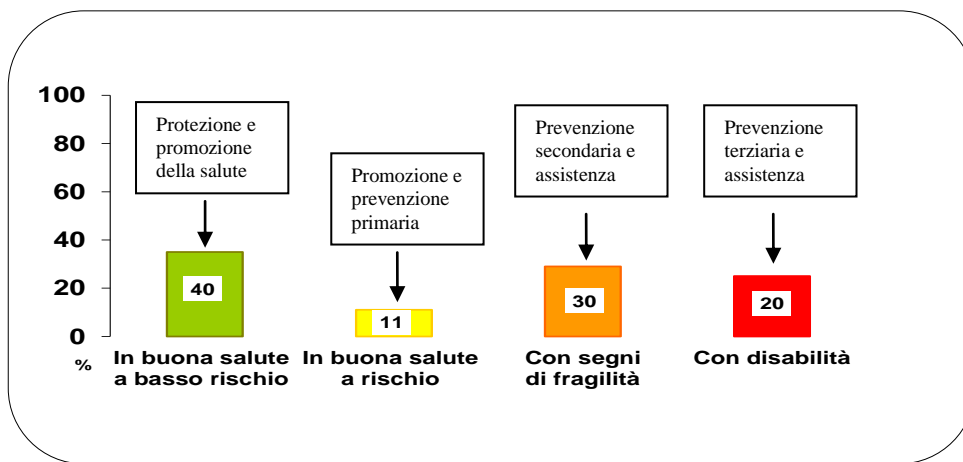 100
80
60
40
20
0
%
Protezione e
promozione
della salute
Promozione e
prevenzione
primaria
Prevenzione
secondaria e
assistenza
Prevenzione
terziaria e
assistenza
40
11
30
20
In buona salute
a basso rischio
In buona salute
a rischio
Con segni
di fragilità
Con disabilità